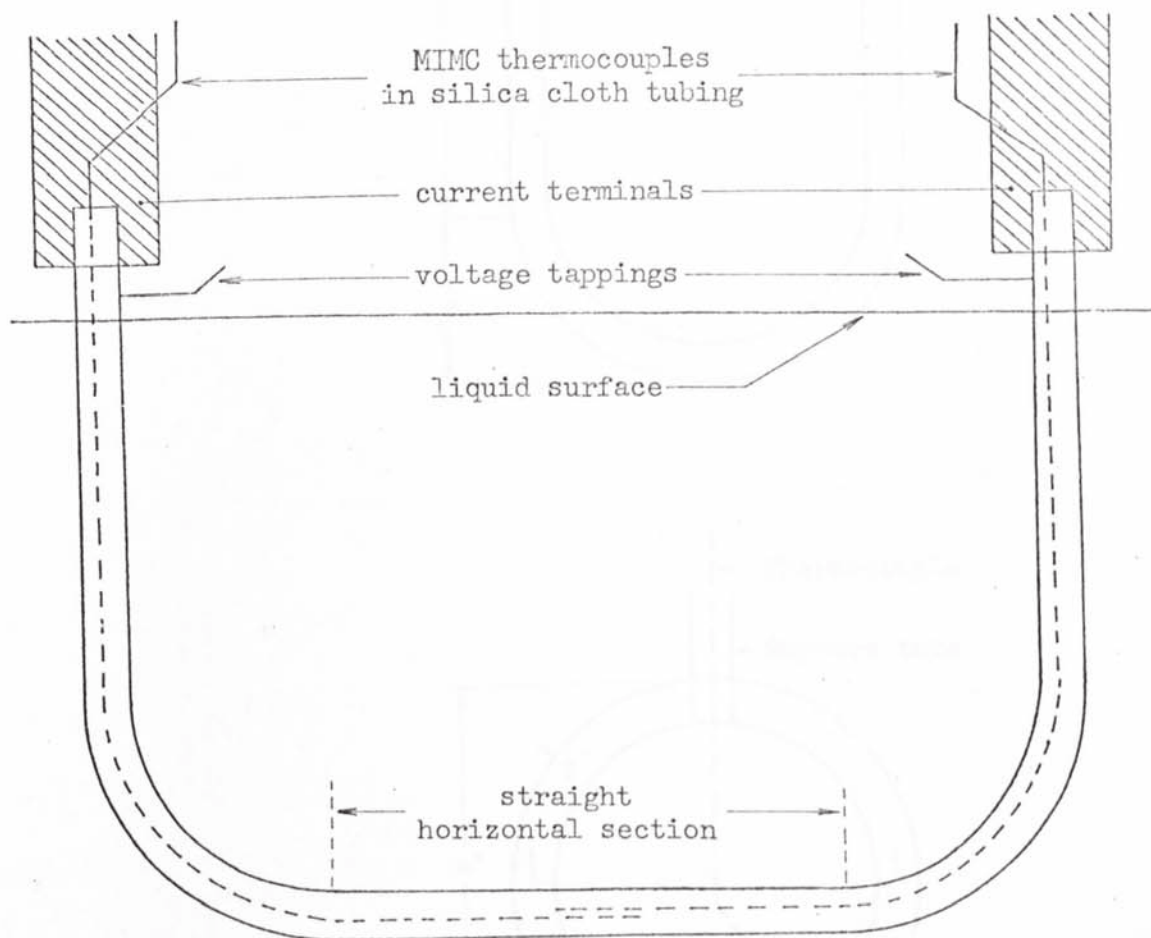 MIMC thermocouples
in silica cloth tubing
current terminals
voltage tappings
liquid surface
straight
horizontal section